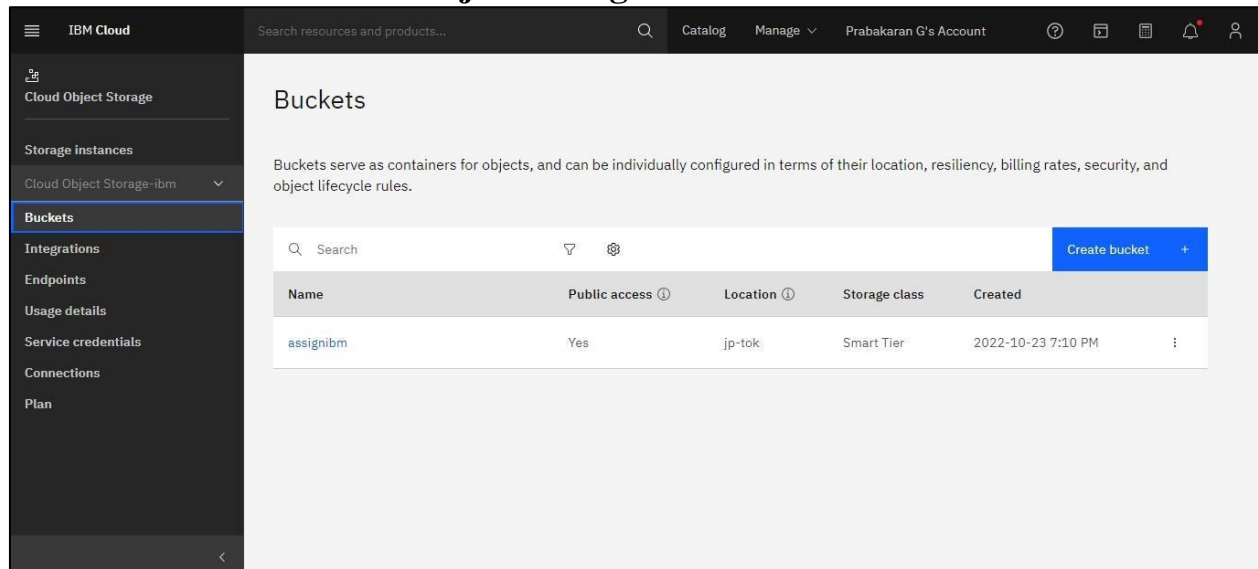 IBM Cloud
Search resources and products...
Catalog
Manage
Prabakaran G's Account
Cloud Object Storage
Storage instances
Cloud Object Storage-ibm
Buckets
Integrations
Endpoints
Usage details
Service credentials
Connections
Plan
Buckets
Buckets serve as containers for objects, and can be individually configured in terms of their location, resiliency, billing rates, security, and
object lifecycle rules.
Search
Create bucket +
Name Public access Location Storage class Created
assignibm Yes jp-tok Smart Tier 2022-10-23 7:10 PM